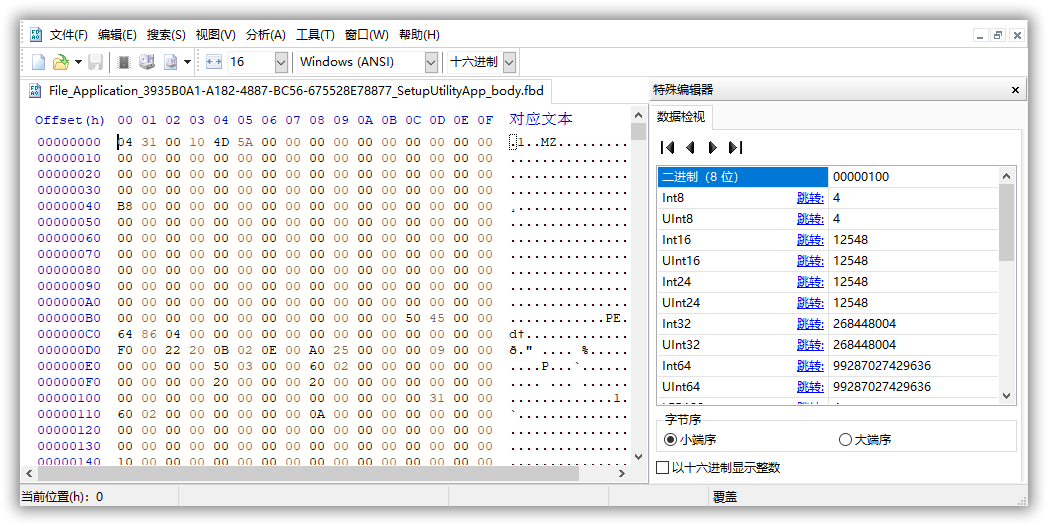 文件(F) 编辑(E) 搜索(S) 视图(V) 分析(A) 工具(T) 窗口(W) 帮助(H)
16 Windows (ANSI) 十六进制
File_Application_3935B0A1-A182-4887-BC56-675528E78877_SetupUtilityApp_body.fbd
Offset(h) 00 01 02 03 04 05 06 07 08 09 0A 0B 0C 0D 0E 0F 对应文本
00000000 04 31 00 10 4D 5A 00 00 00 00 00 00 00 00 00 00 .1..MZ.........
00000010 00 00 00 00 00 00 00 00 00 00 00 00 00 00 00 00 ...............
00000020 00 00 00 00 00 00 00 00 00 00 00 00 00 00 00 00 ...............
00000030 00 00 00 00 00 00 00 00 00 00 00 00 00 00 00 00 ...............
00000040 B8 00 00 00 00 00 00 00 00 00 00 00 00 00 00 00 ¸..............
00000050 00 00 00 00 00 00 00 00 00 00 00 00 00 00 00 00 ...............
00000060 00 00 00 00 00 00 00 00 00 00 00 00 00 00 00 00 ...............
00000070 00 00 00 00 00 00 00 00 00 00 00 00 00 00 00 00 ...............
00000080 00 00 00 00 00 00 00 00 00 00 00 00 00 00 00 00 ...............
00000090 00 00 00 00 00 00 00 00 00 00 00 00 00 00 00 00 ...............
000000A0 00 00 00 00 00 00 00 00 00 00 00 00 00 00 00 00 ...............
000000B0 00 00 00 00 00 00 00 00 00 00 00 00 50 45 00 00 ............PE.
000000C0 64 86 04 00 00 00 00 00 00 00 00 00 00 00 00 00 d†.............
000000D0 F0 00 22 20 0B 02 0E 00 A0 25 00 00 00 09 00 00 ð." .... %.....
000000E0 00 00 00 00 50 03 00 00 60 02 00 00 00 00 00 00 ....P...`......
000000F0 00 00 00 00 20 00 00 00 20 00 00 00 00 00 00 00 .... ... ......
00000100 00 00 00 00 00 00 00 00 00 00 00 00 00 31 00 00 .............1.
00000110 60 02 00 00 00 00 00 00 0A 00 00 00 00 00 00 00 `..............
00000120 00 00 00 00 00 00 00 00 00 00 00 00 00 00 00 00 ...............
00000130 00 00 00 00 00 00 00 00 00 00 00 00 00 00 00 00 ...............
00000140 10 00 00 00 00 00 00 00 00 00 00 00 00 00 00 00 ...............
特殊编辑器
数据检视
二进制（8 位） 00000100
Int8 跳转: 4
UInt8 跳转: 4
Int16 跳转: 12548
UInt16 跳转: 12548
Int24 跳转: 12548
UInt24 跳转: 12548
Int32 跳转: 268448004
UInt32 跳转: 268448004
Int64 跳转: 99287027429636
UInt64 跳转: 99287027429636
字节序
小端序 大端序
以十六进制显示整数
当前位置(h): 0 覆盖